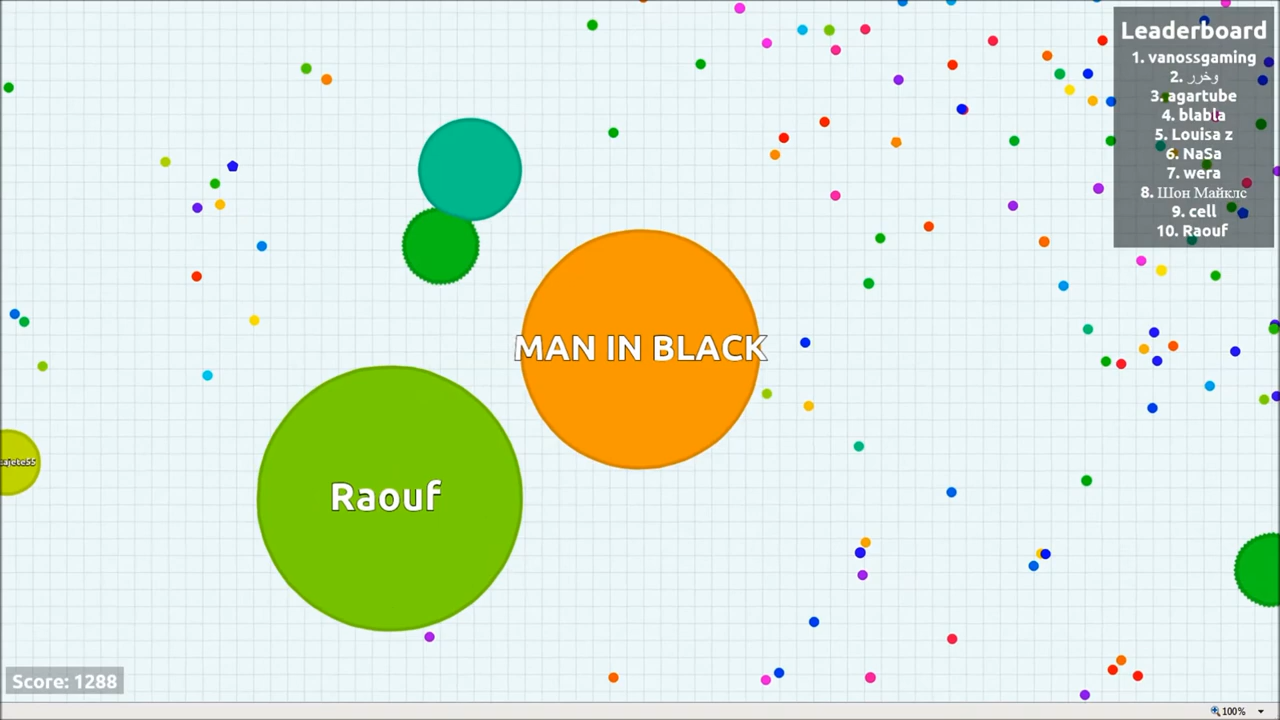 Leaderboard
1. vanossgaming
2. وخرر
3. agartube
4. blabla
5. Louisa z
6. NaSa
7. wera
8. Шон Майклс
9. cell
10. Raouf
MAN IN BLACK
Raouf
Score: 1288
100%